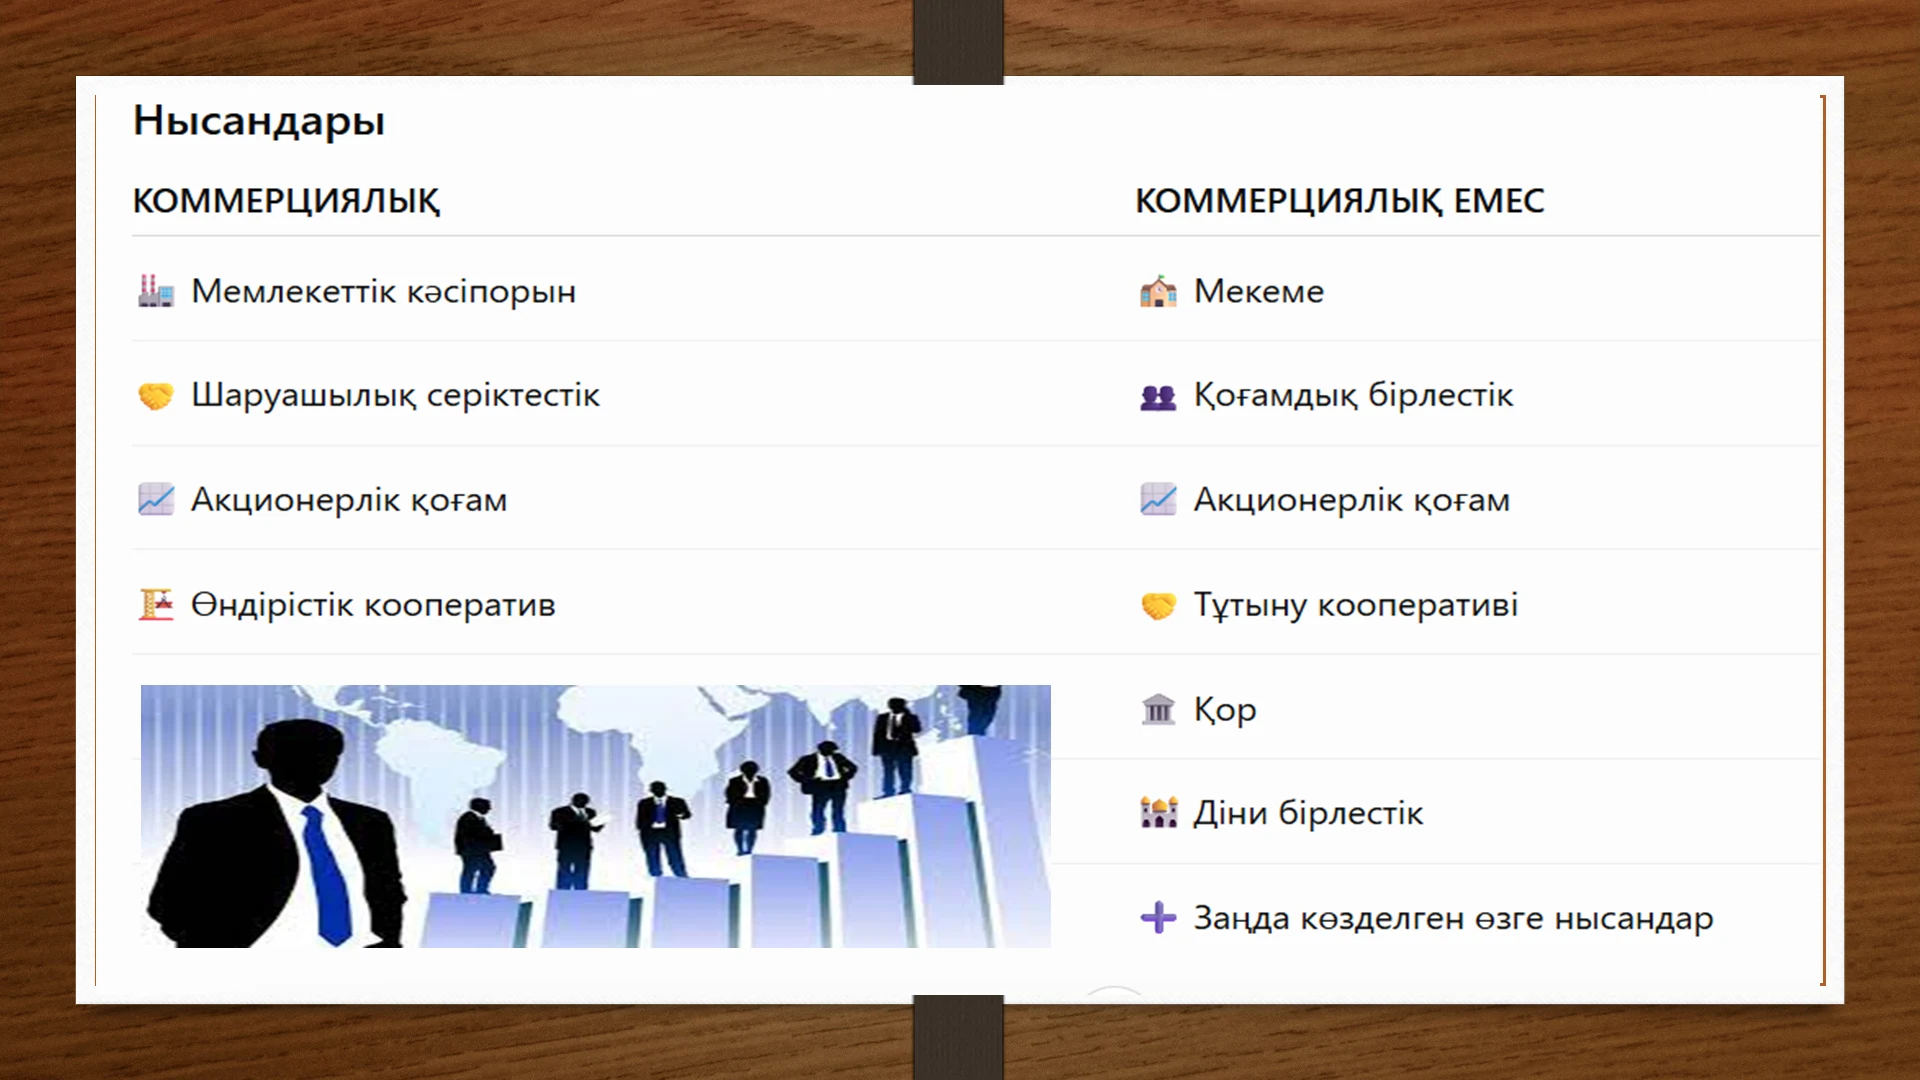 Нысандары
КОММЕРЦИЯЛЫҚ КОММЕРЦИЯЛЫҚ ЕМЕС
Мемлекеттік кәсіпорын Мекеме
Шаруашылық серіктестік Қоғамдық бірлестік
Акционерлік қоғам Акционерлік қоғам
Өндірістік кооператив Тұтыну кооперативі
Қор
Діни бірлестік
Заңда көзделген өзге нысандар